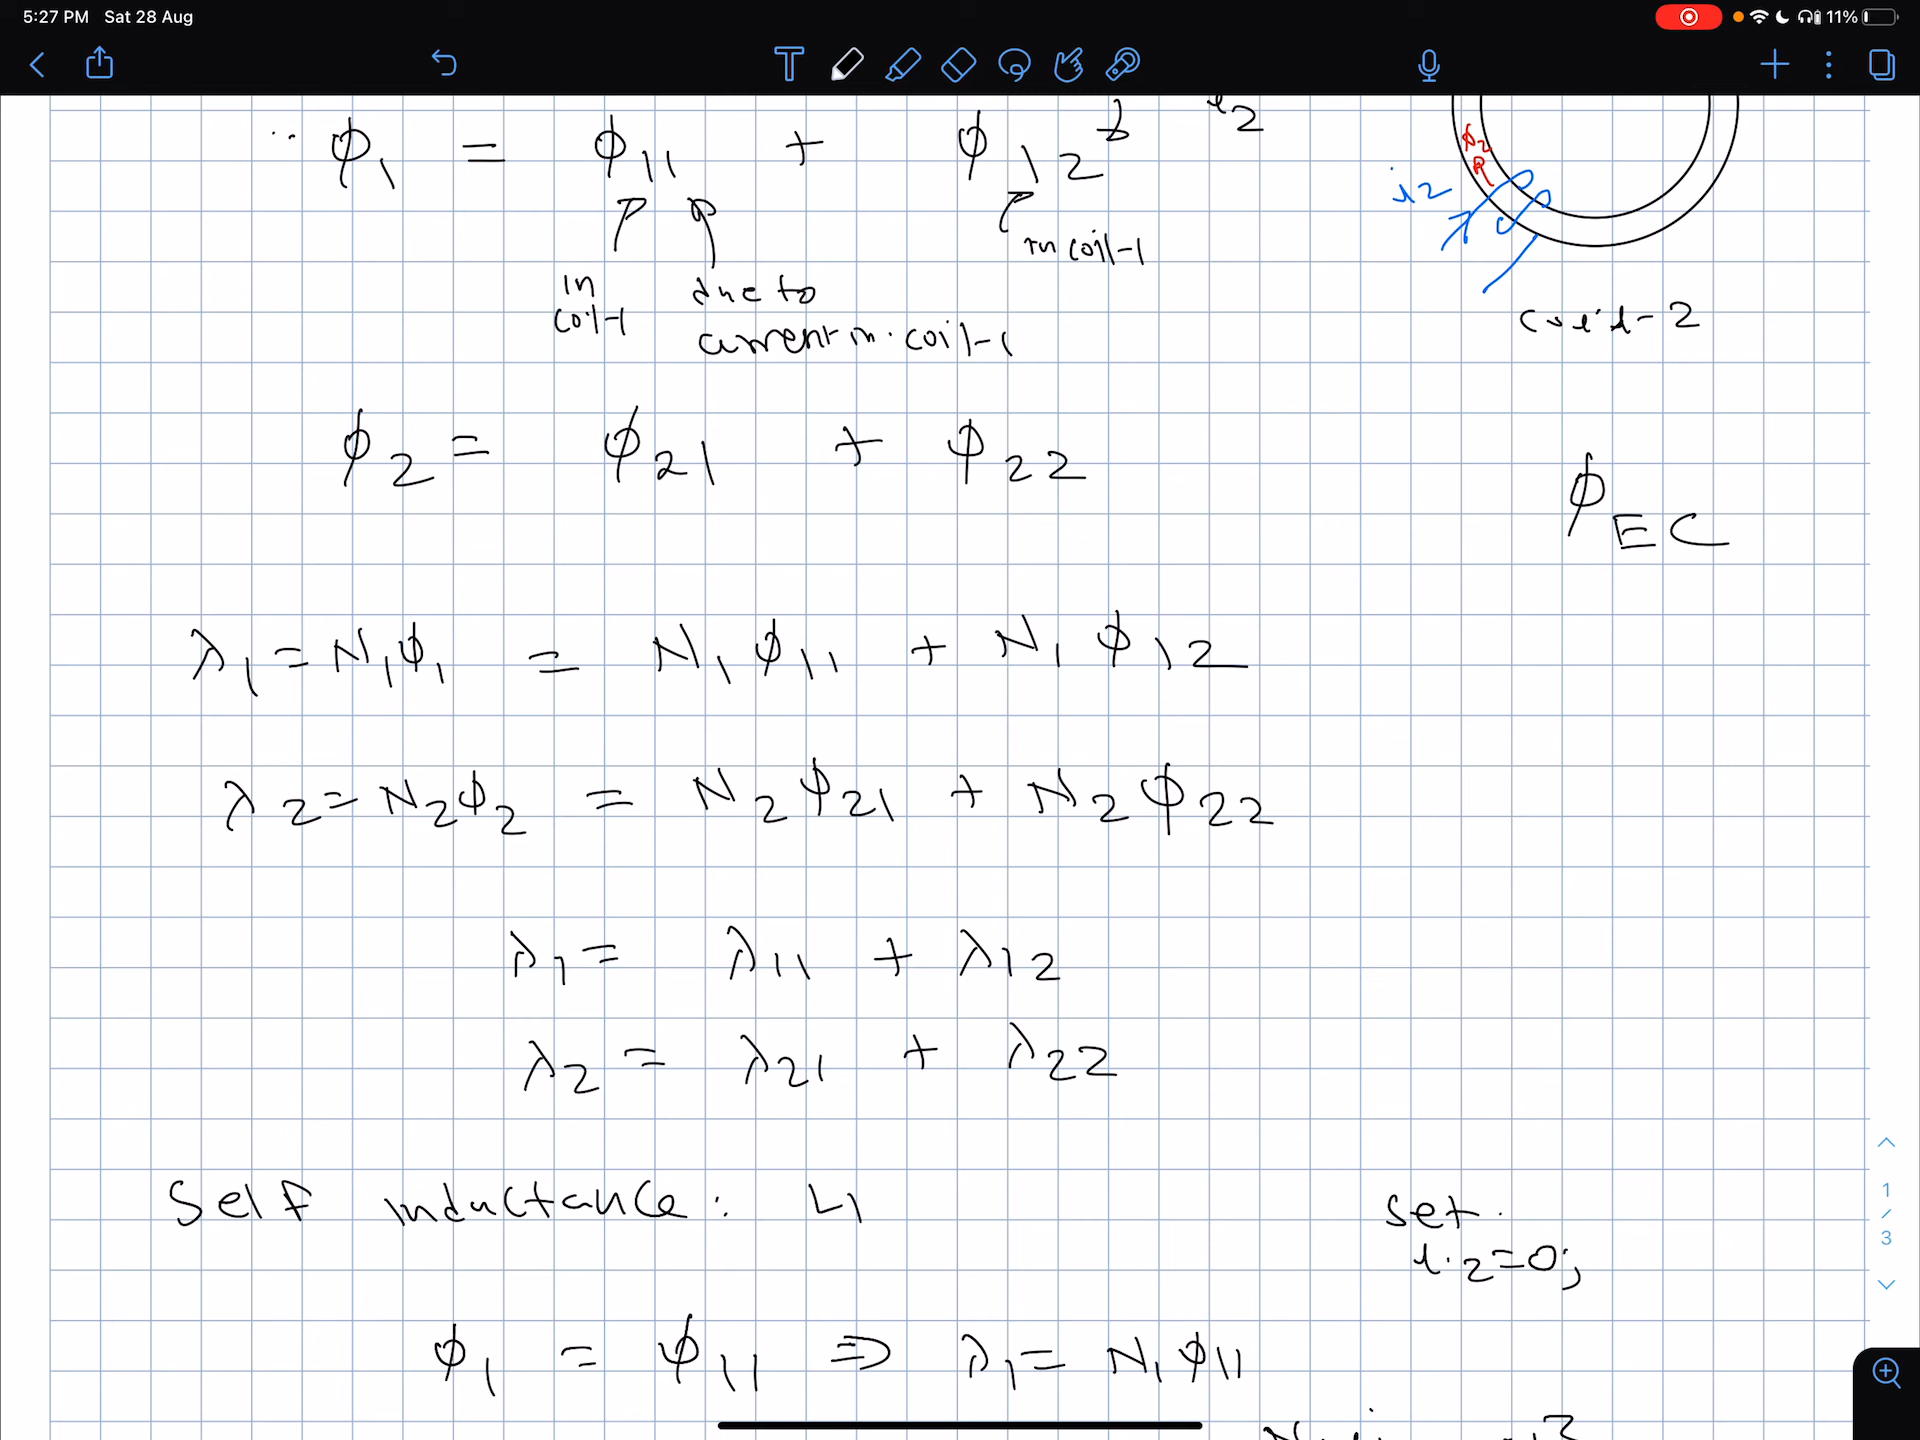 5:27 PM Sat 28 Aug
11%
∵ ϕ₁ = ϕ₁₁ + ϕ₁₂
i₂
ϕ₂
i₂
in coil-1
in coil-1
due to current in coil-1
coil-2
ϕ₂ = ϕ₂₁ + ϕ₂₂
ϕ_EC
λ₁ = N₁ϕ₁ = N₁ϕ₁₁ + N₁ϕ₁₂
λ₂ = N₂ϕ₂ = N₂ϕ₂₁ + N₂ϕ₂₂
λ₁ = λ₁₁ + λ₁₂
λ₂ = λ₂₁ + λ₂₂
Self inductance: L₁
Set
i₂=0;
1
/
3
ϕ₁ = ϕ₁₁ ⇒ λ₁ = N₁ϕ₁₁